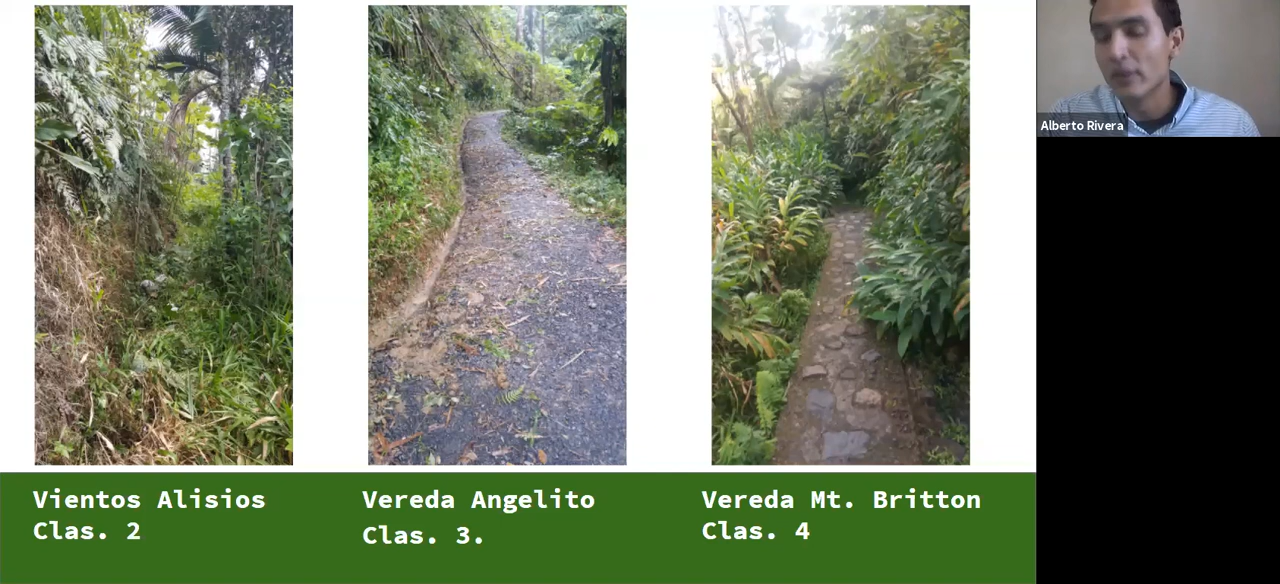 Alberto Rivera
Vientos Alisios
Clas. 2
Vereda Angelito
Clas. 3.
Vereda Mt. Britton
Clas. 4